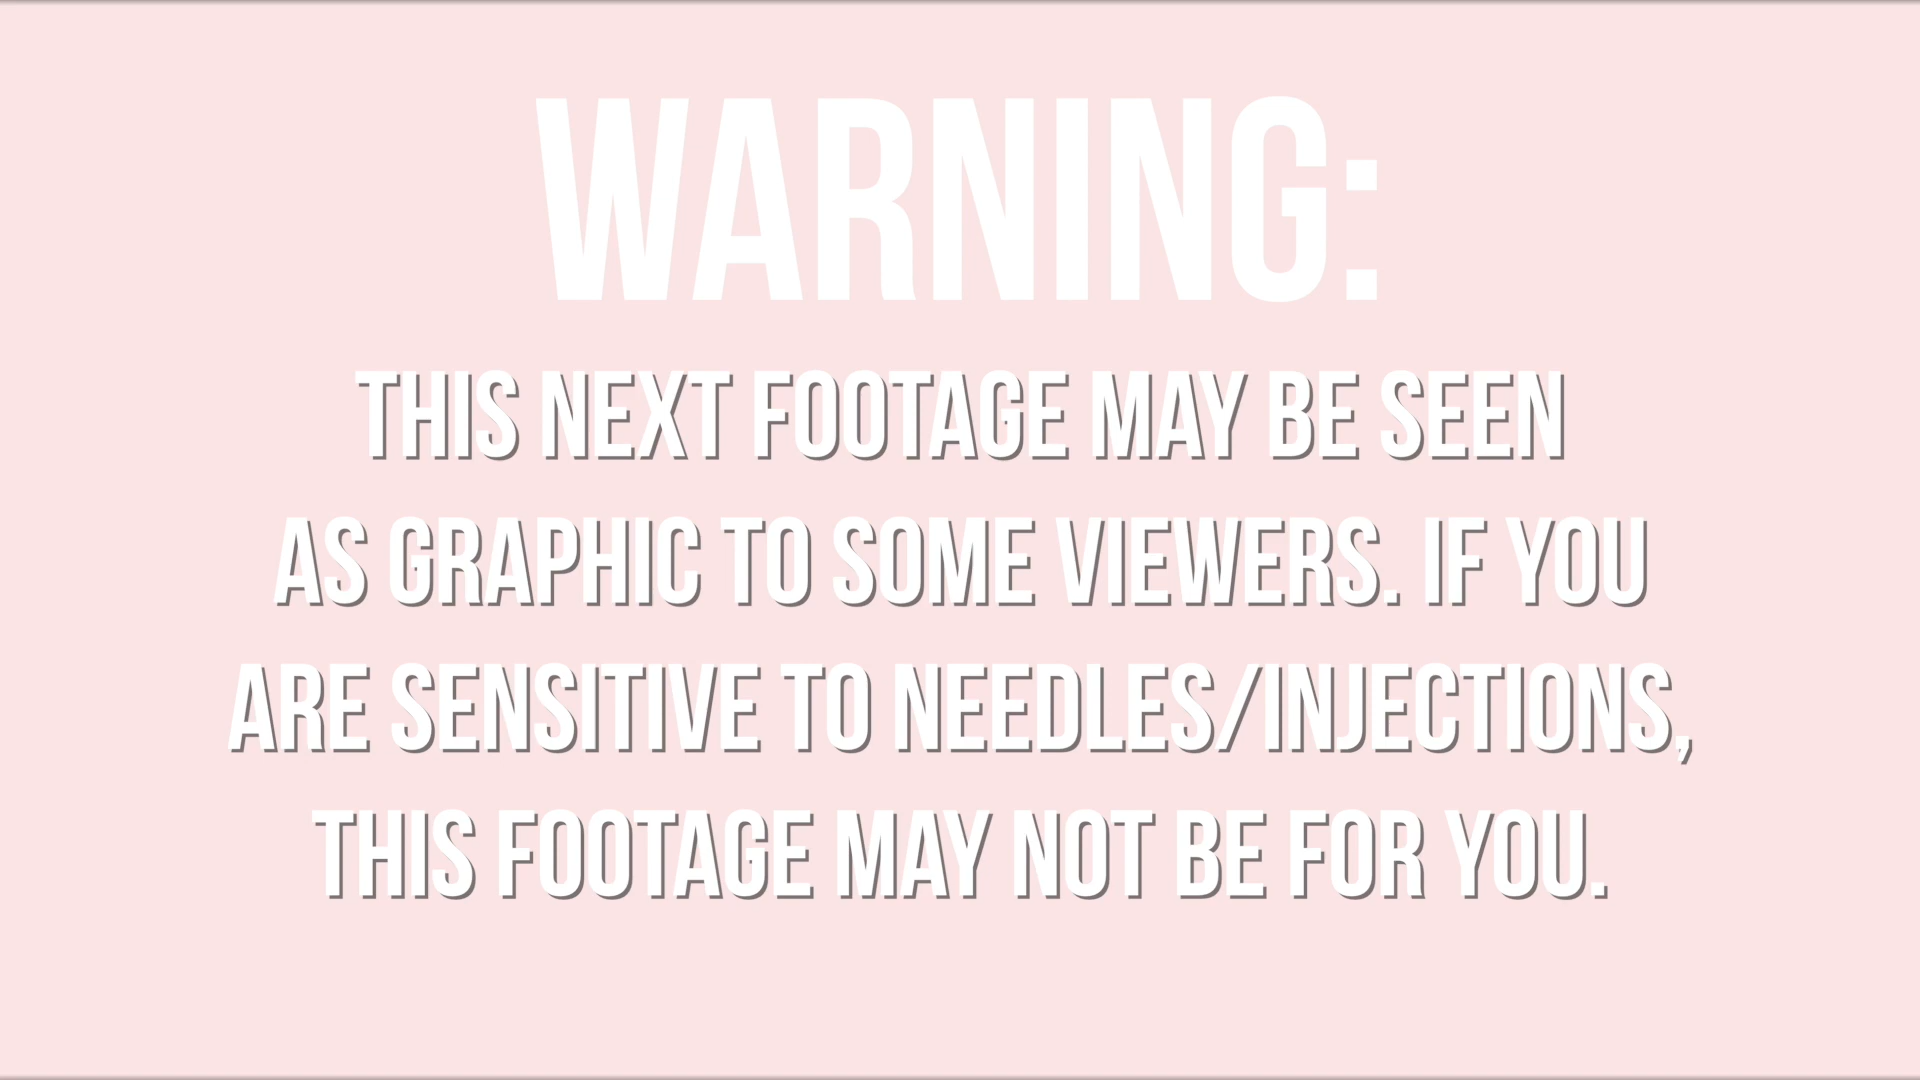 WARNING:
THIS NEXT FOOTAGE MAY BE SEEN
AS GRAPHIC TO SOME VIEWERS. IF YOU
ARE SENSITIVE TO NEEDLES/INJECTIONS,
THIS FOOTAGE MAY NOT BE FOR YOU.